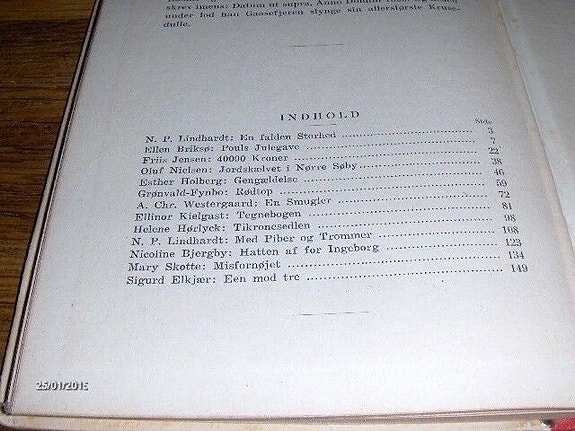 skrev imens: Datum ut supra, Anno Domini
under lod han Gaasefjeren slynge sin allerstørste Kruse-
dulle.
INDHOLD
Side
N. P. Lindhardt: En falden Storhed 3
Ellen Briksø: Pouls Julegave 7
Friis Jensen: 40000 Kroner 22
Oluf Nielsen: Jordskælvet i Nørre Søby 38
Esther Holberg: Gengældelse 46
Grønvald-Fynbo: Rødtop 59
A. Chr. Westergaard: En Smugler 72
Ellinor Kielgast: Tegnebogen 81
Helene Hørlyck: Tikronesedlen 98
N. P. Lindhardt: Med Piber og Trommer 108
Nicoline Bjergby: Hatten af for Ingeborg 123
Mary Skotte: Misfornøjet 134
Sigurd Elkjær: Een mod tre 149
25/01/2015